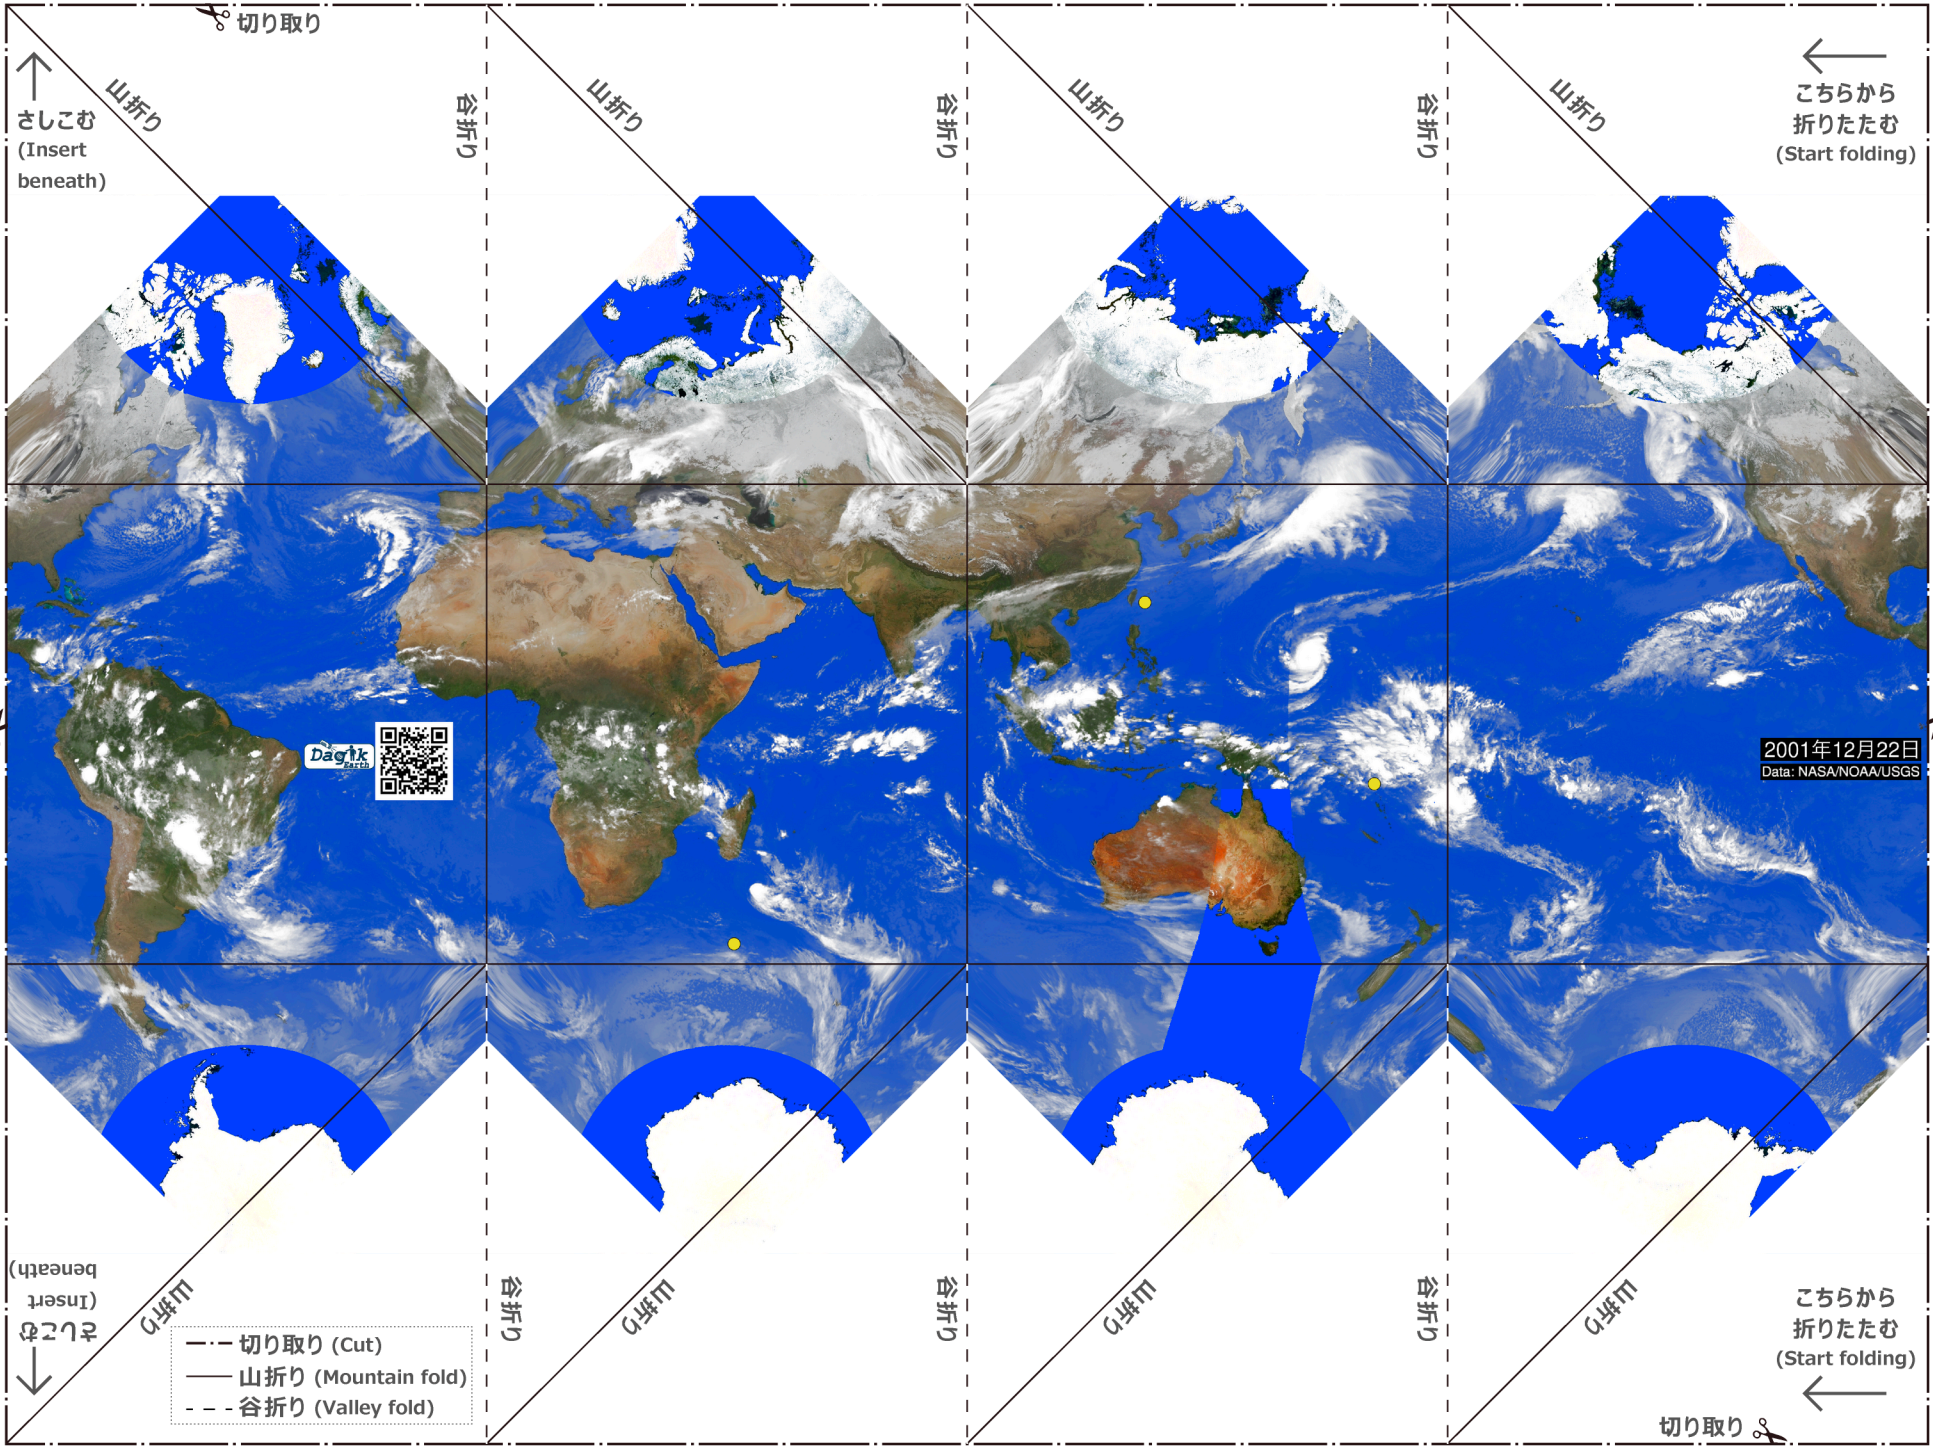 切り取り
山折り
谷折り
山折り
谷折り
山折り
谷折り
山折り
こちらから
折りたたむ
(Start folding)
さしこむ
(Insert
beneath)
Dagik
Earth
2001年12月22日
Data: NASA/NOAA/USGS
さしこむ
(Insert
beneath)
山折り
谷折り
山折り
谷折り
山折り
谷折り
山折り
こちらから
折りたたむ
(Start folding)
切り取り (Cut)
山折り (Mountain fold)
谷折り (Valley fold)
切り取り